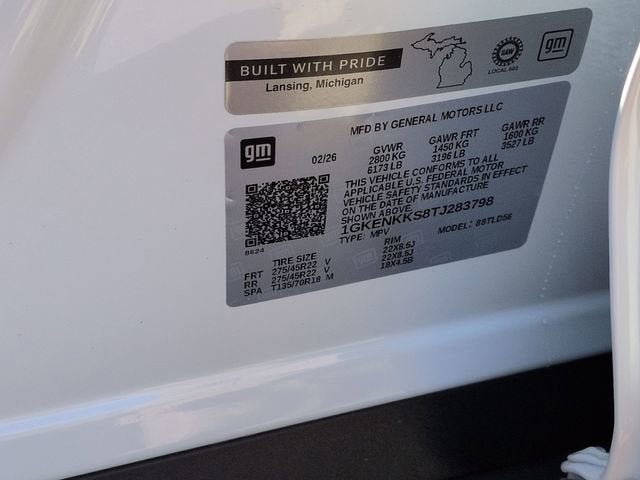 BUILT WITH PRIDE
Lansing, Michigan
UAW
LOCAL 602
gm
MFD BY GENERAL MOTORS LLC
gm
02/26
GVWR GAWR FRT GAWR RR
2800 KG 1450 KG 1600 KG
6173 LB 3196 LB 3527 LB
THIS VEHICLE CONFORMS TO ALL
APPLICABLE U.S. FEDERAL MOTOR
VEHICLE SAFETY STANDARDS IN EFFECT
ON THE DATE OF MANUFACTURE
SHOWN ABOVE.
1GKENKKS8TJ283798
TYPE: MPV MODEL: 88TLD56
8624
TIRE SIZE RIM
FRT 275/45R22 V 22X8.5J
RR 275/45R22 V 22X8.5J
SPA T135/70R18 M 18X4.5B